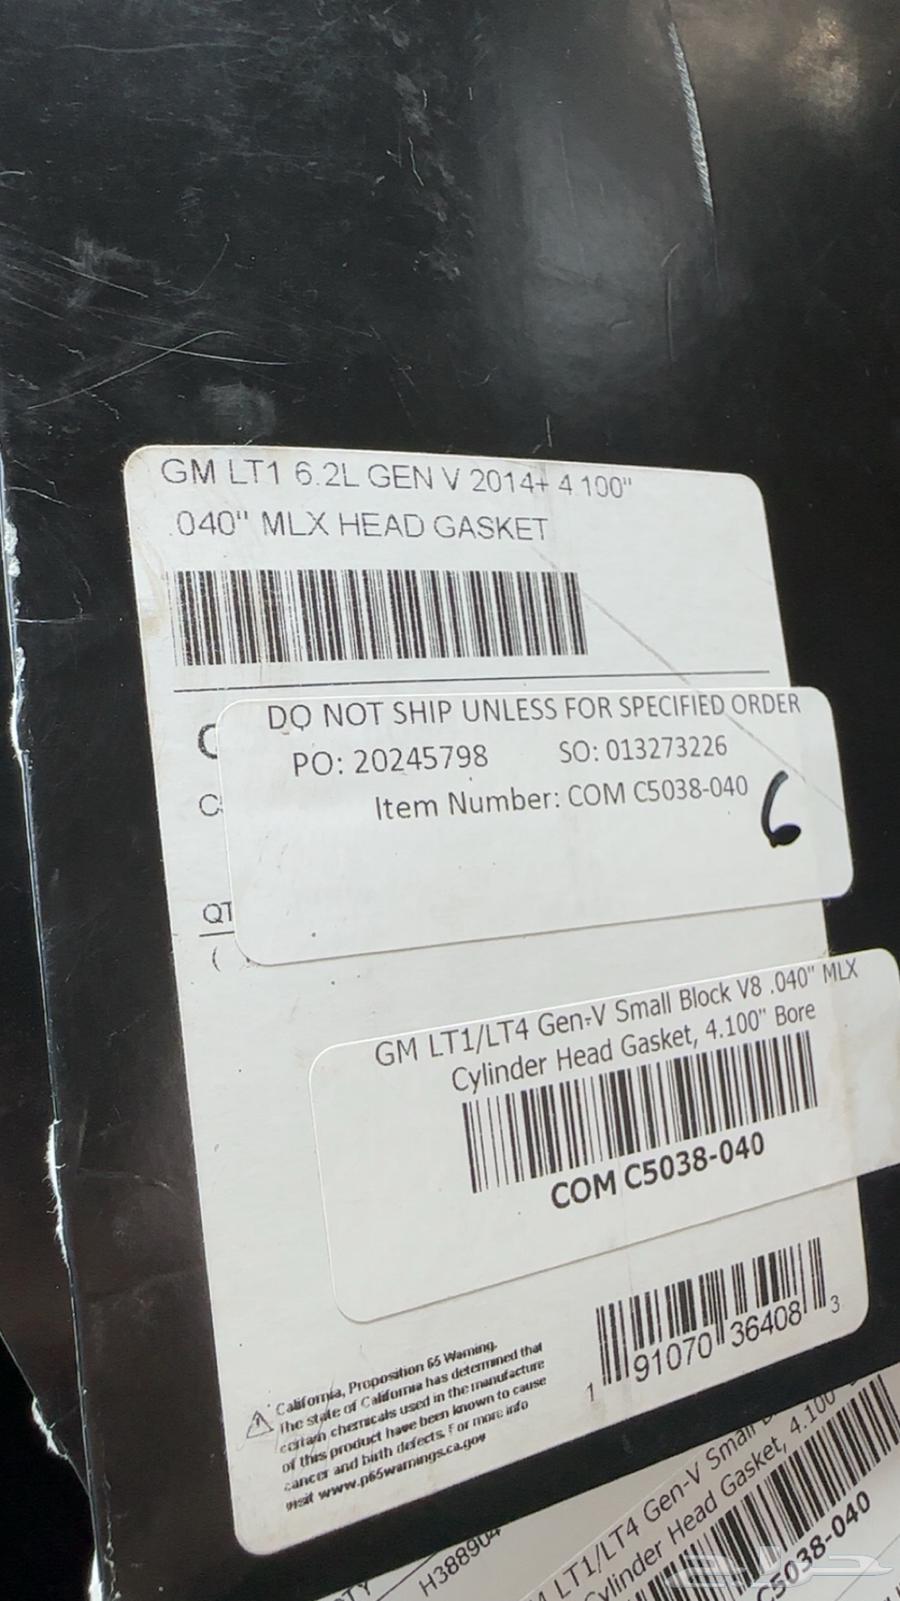 GM LT1 6.2L GEN V 2014+ 4.100"
.040" MLX HEAD GASKET
DO NOT SHIP UNLESS FOR SPECIFIED ORDER
PO: 20245798 SO: 013273226
Item Number: COM C5038-040
6
QT
GM LT1/LT4 Gen-V Small Block V8 .040" MLX
Cylinder Head Gasket, 4.100" Bore
COM C5038-040
1 91070 36408 3
California, Proposition 65 Warning.
The state of California has determined that
certain chemicals used in the manufacture
of this product have been known to cause
cancer and birth defects. For more info
visit www.p65warnings.ca.gov
LT1/LT4 Gen-V Small
Cylinder Head Gasket, 4.100
C5038-040
H388904